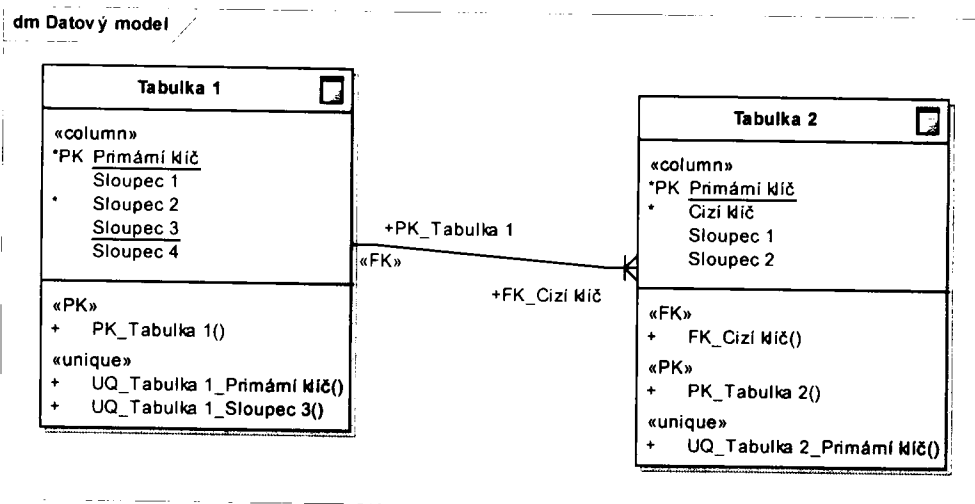 dm Datový model
Tabulka 1
«column»
*PK Primární klíč
Sloupec 1
* Sloupec 2
Sloupec 3
Sloupec 4
«PK»
+ PK_Tabulka 1()
«unique»
+ UQ_Tabulka 1_Primární klíč()
+ UQ_Tabulka 1_Sloupec 3()
+PK_Tabulka 1
«FK»
+FK_Cizí klíč
Tabulka 2
«column»
*PK Primární klíč
* Cizí klíč
Sloupec 1
Sloupec 2
«FK»
+ FK_Cizí klíč()
«PK»
+ PK_Tabulka 2()
«unique»
+ UQ_Tabulka 2_Primární klíč()